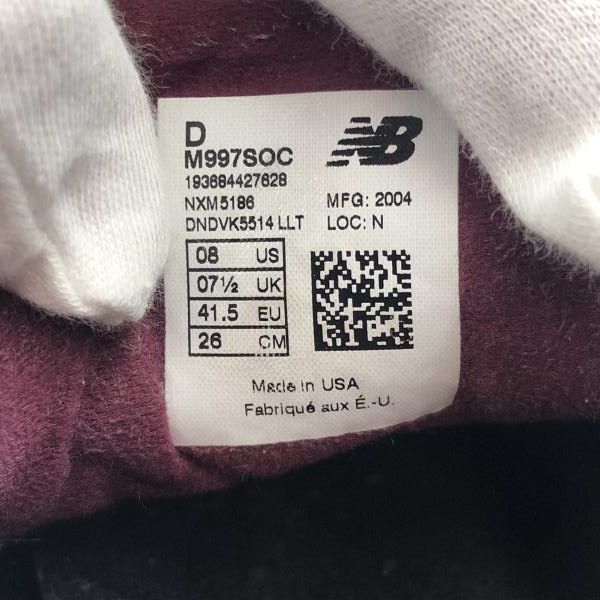 D
M997SOC
NB
193684427628
NXM5186
MFG: 2004
DNDVK5514 LLT
LOC: N
08 US
07½ UK
41.5 EU
26 CM
Made in USA
Fabriqué aux É.-U.